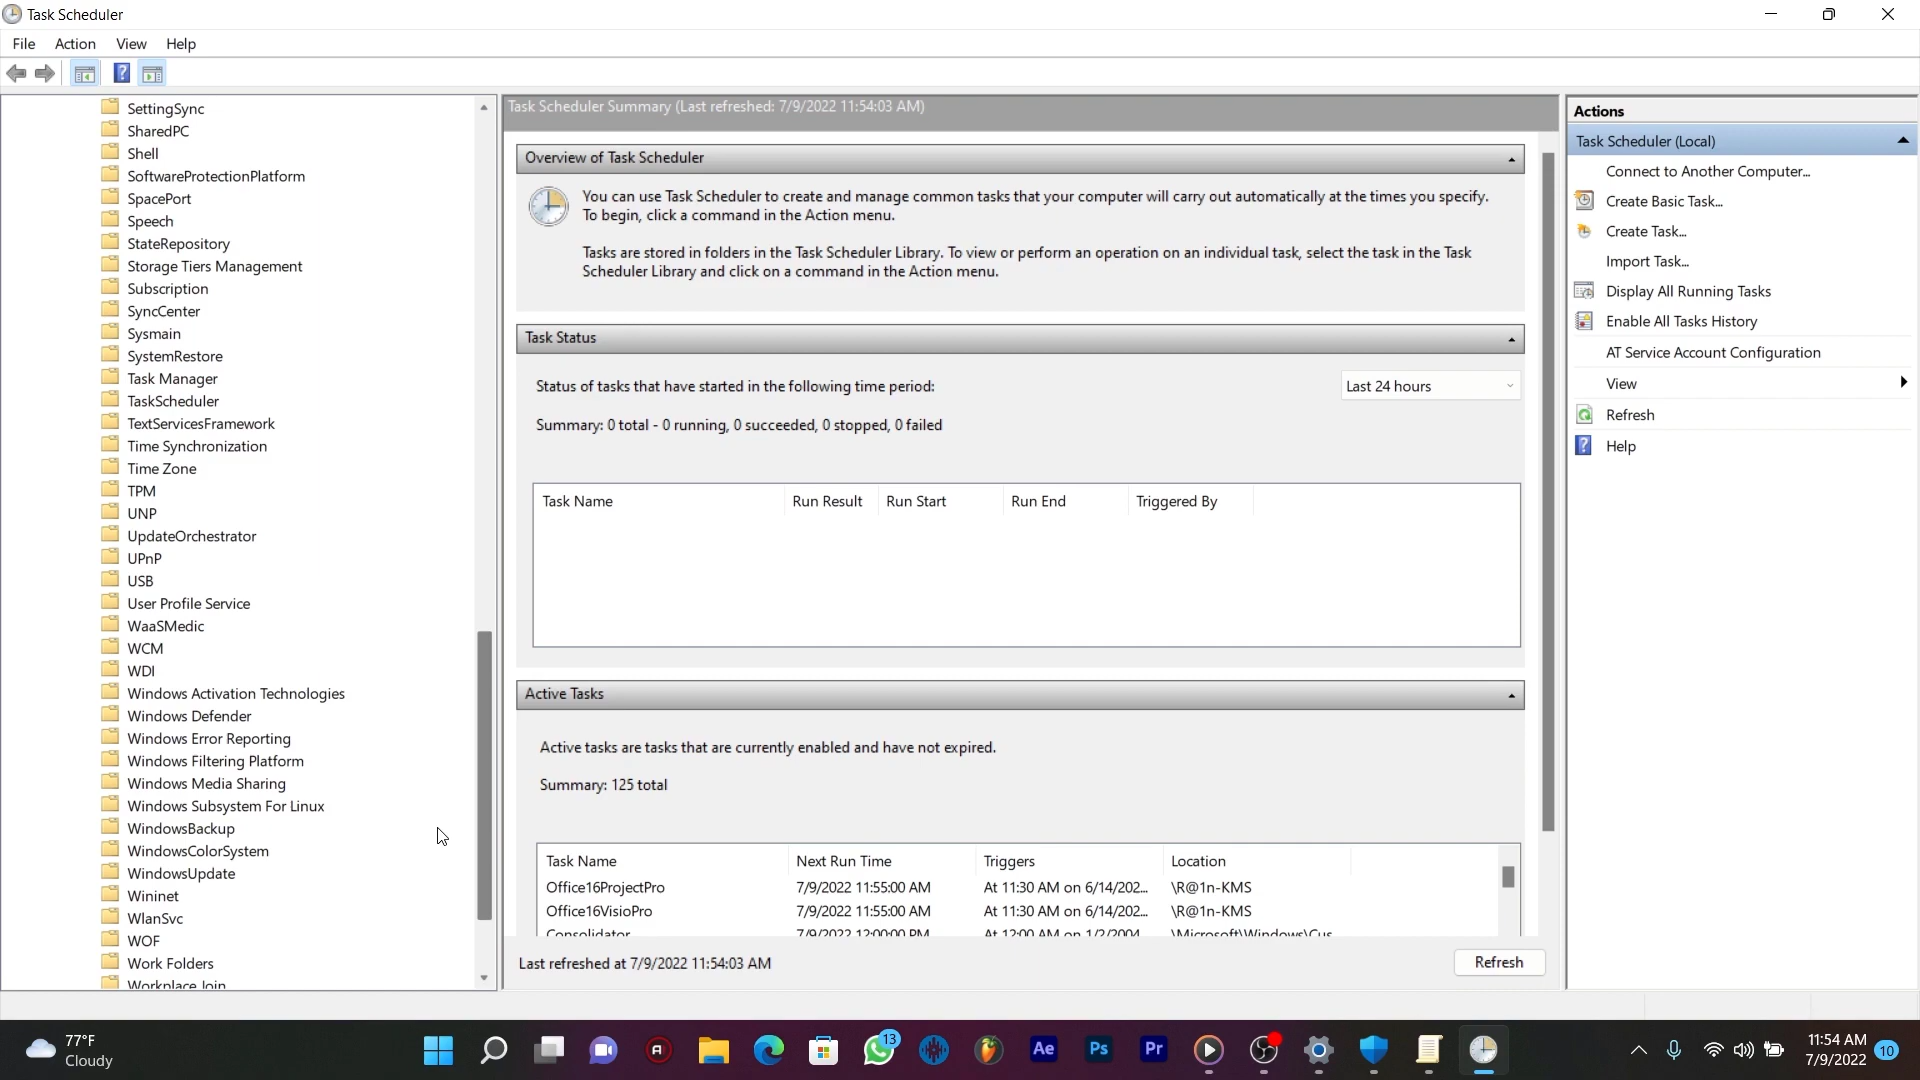 Task Scheduler
File Action View Help
SettingSync
SharedPC
Shell
SoftwareProtectionPlatform
SpacePort
Speech
StateRepository
Storage Tiers Management
Subscription
SyncCenter
Sysmain
SystemRestore
Task Manager
TaskScheduler
TextServicesFramework
Time Synchronization
Time Zone
TPM
UNP
UpdateOrchestrator
UPnP
USB
User Profile Service
WaaSMedic
WCM
WDI
Windows Activation Technologies
Windows Defender
Windows Error Reporting
Windows Filtering Platform
Windows Media Sharing
Windows Subsystem For Linux
WindowsBackup
WindowsColorSystem
WindowsUpdate
Wininet
WlanSvc
WOF
Work Folders
Workplace Join
Task Scheduler Summary (Last refreshed: 7/9/2022 11:54:03 AM)
Overview of Task Scheduler
You can use Task Scheduler to create and manage common tasks that your computer will carry out automatically at the times you specify.
To begin, click a command in the Action menu.
Tasks are stored in folders in the Task Scheduler Library. To view or perform an operation on an individual task, select the task in the Task
Scheduler Library and click on a command in the Action menu.
Task Status
Status of tasks that have started in the following time period: Last 24 hours
Summary: 0 total - 0 running, 0 succeeded, 0 stopped, 0 failed
Task Name Run Result Run Start Run End Triggered By
Active Tasks
Active tasks are tasks that are currently enabled and have not expired.
Summary: 125 total
Task Name Next Run Time Triggers Location
Office16ProjectPro 7/9/2022 11:55:00 AM At 11:30 AM on 6/14/202... \R@1n-KMS
Office16VisioPro 7/9/2022 11:55:00 AM At 11:30 AM on 6/14/202... \R@1n-KMS
Consolidator 7/9/2022 12:00:00 PM At 12:00 AM on 1/2/2004 \Microsoft\Windows\Cus
Last refreshed at 7/9/2022 11:54:03 AM Refresh
Actions
Task Scheduler (Local)
Connect to Another Computer...
Create Basic Task...
Create Task...
Import Task...
Display All Running Tasks
Enable All Tasks History
AT Service Account Configuration
View
Refresh
Help
77°F
Cloudy
13
Ae Ps Pr
11:54 AM
7/9/2022
10